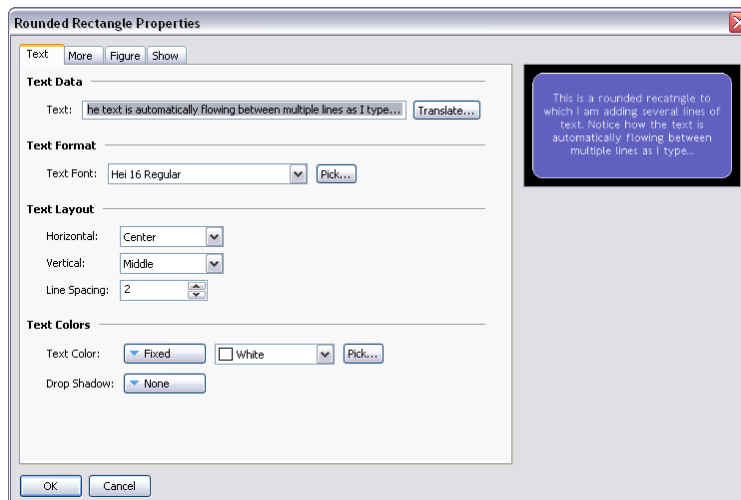 Rounded Rectangle Properties
Text More Figure Show
Text Data
Text: he text is automatically flowing between multiple lines as I type... Translate...
Text Format
Text Font: Hei 16 Regular Pick...
Text Layout
Horizontal: Center
Vertical: Middle
Line Spacing: 2
Text Colors
Text Color: Fixed White Pick...
Drop Shadow: None
OK Cancel
This is a rounded recatngle to
which I am adding several lines of
text. Notice how the text is
automatically flowing between
multiple lines as I type...